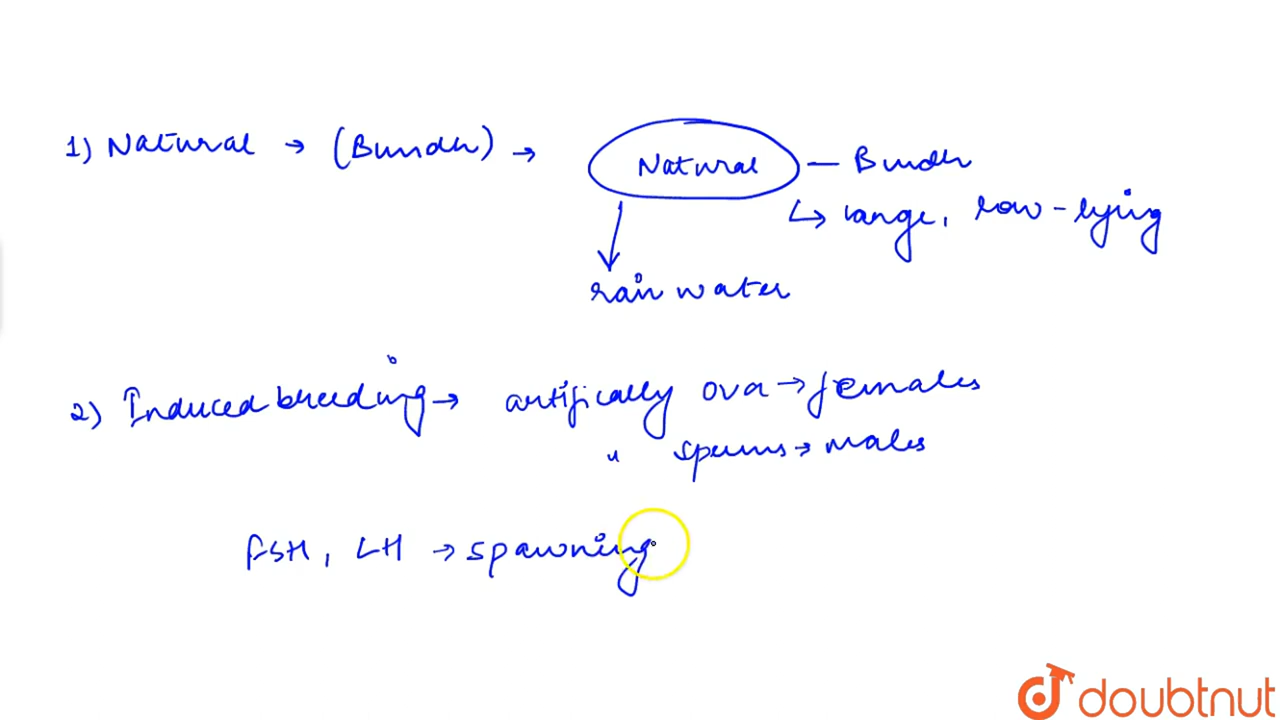 1) Natural → (Bundh) → Natural — Bundh
↳ large, low-lying
rain water
2) Induced breeding → artifically ova → females
" sperms → males
FSH, LH → spawning
doubtnut